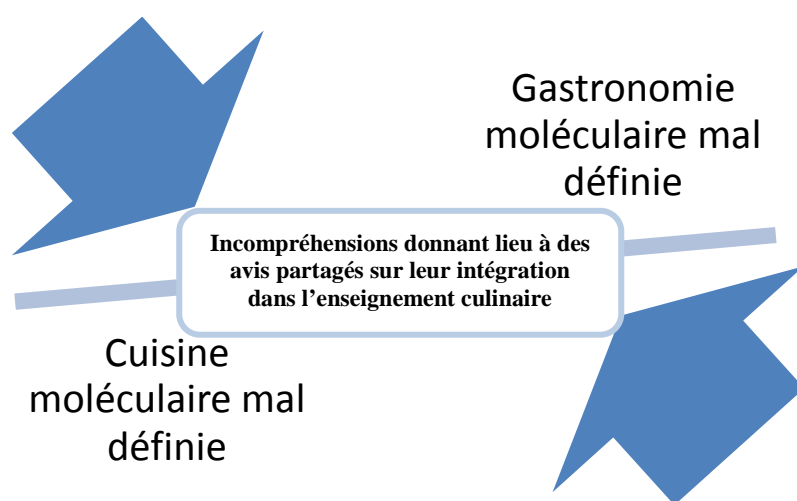 Gastronomie
moléculaire mal
définie
Incompréhensions donnant lieu à des
avis partagés sur leur intégration
dans l’enseignement culinaire
Cuisine
moléculaire mal
définie